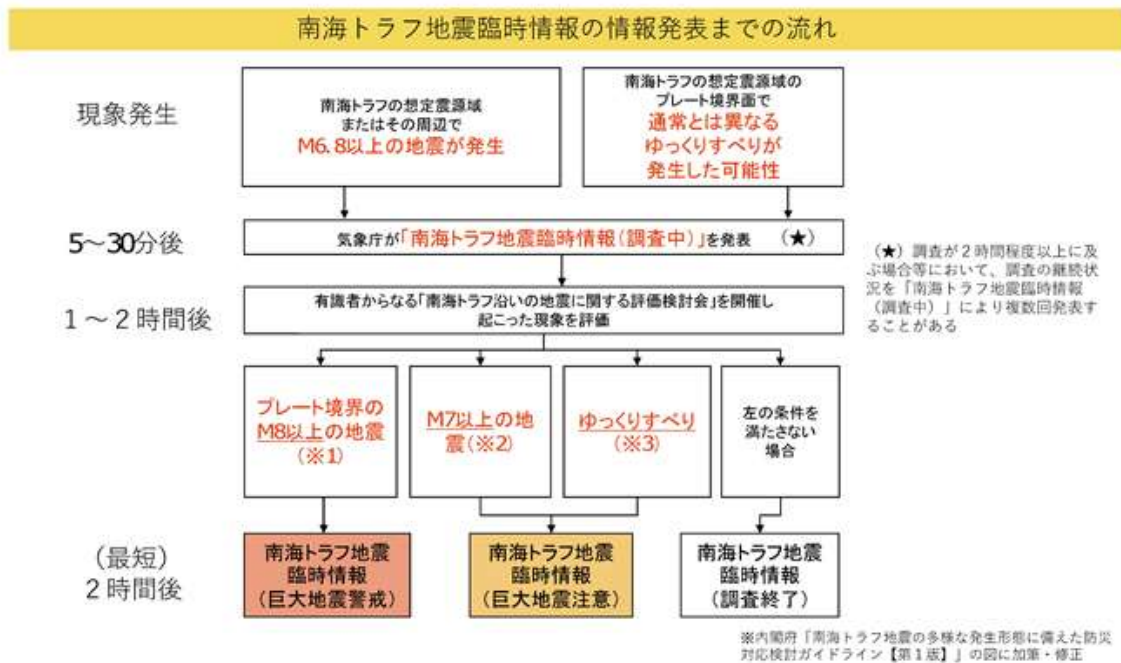 南海トラフ地震臨時情報の情報発表までの流れ
現象発生
南海トラフの想定震源域
またはその周辺で
M6.8以上の地震が発生
南海トラフの想定震源域の
プレート境界面で
通常とは異なる
ゆっくりすべりが
発生した可能性
5〜30分後
気象庁が「南海トラフ地震臨時情報(調査中)」を発表 (★)
(★)調査が2時間程度以上に及
ぶ場合等において、調査の継続状
況を「南海トラフ地震臨時情報
(調査中)」により複数回発表す
ることがある
1〜2時間後
有識者からなる「南海トラフ沿いの地震に関する評価検討会」を開催し
起こった現象を評価
プレート境界の
M8以上の地震
(※1)
M7以上の地
震(※2)
ゆっくりすべり
(※3)
左の条件を
満たさない
場合
(最短)
2時間後
南海トラフ地震
臨時情報
(巨大地震警戒)
南海トラフ地震
臨時情報
(巨大地震注意)
南海トラフ地震
臨時情報
(調査終了)
※内閣府「南海トラフ地震の多様な発生形態に備えた防災
対応検討ガイドライン【第1版】」の図に加筆・修正